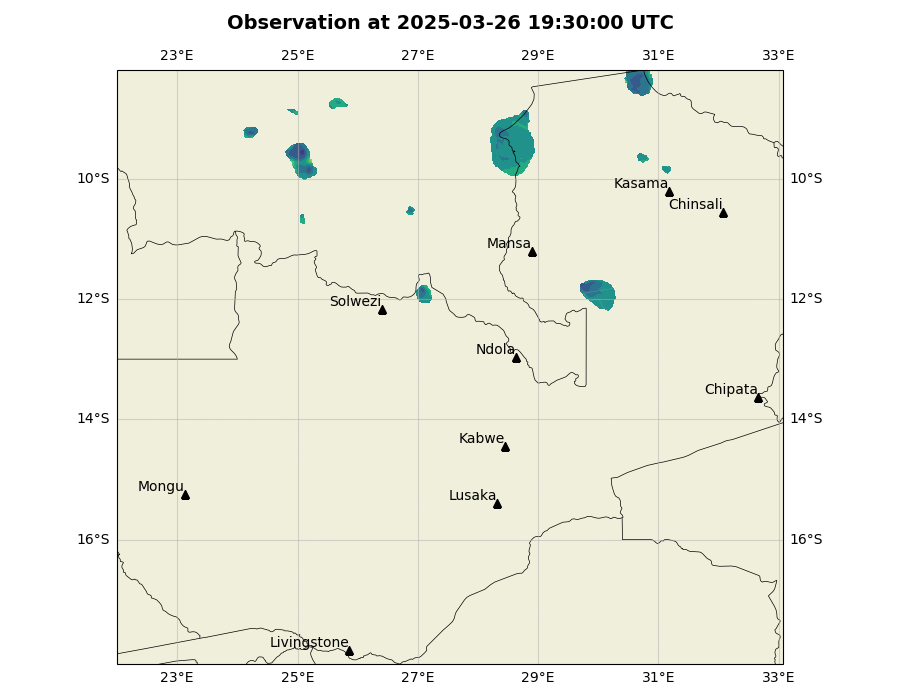 Observation at 2025-03-26 19:30:00 UTC
23°E 25°E 27°E 29°E 31°E 33°E
10°S 10°S
Kasama
Chinsali
Mansa
12°S 12°S
Solwezi
Ndola
Chipata
14°S 14°S
Kabwe
Mongu
Lusaka
16°S 16°S
Livingstone
23°E 25°E 27°E 29°E 31°E 33°E